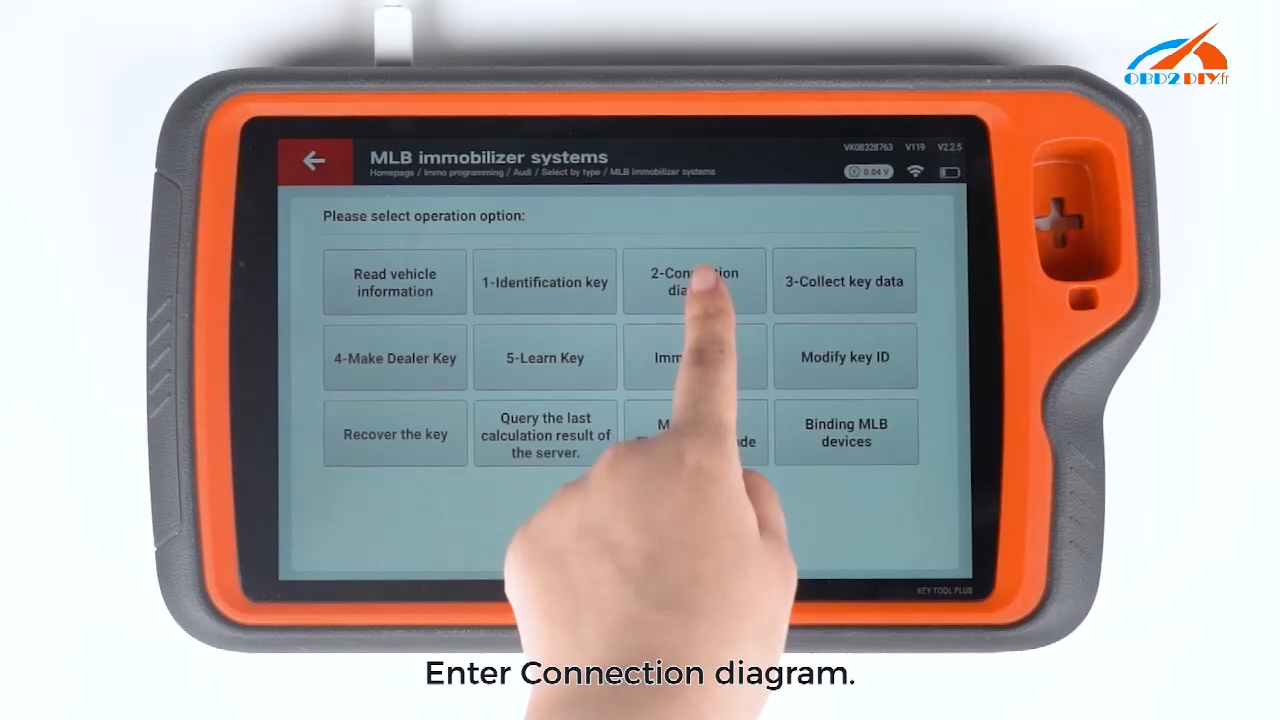 OBD2DIY.fr
MLB immobilizer systems
Homepage / Immo programming / Audi / Select by type / MLB immobilizer systems
VK08328763 V119 V2.2.5
0.04 V
Please select operation option:
Read vehicle
information
1-Identification key
2-Connection
3-Collect key data
4-Make Dealer Key
5-Learn Key
Modify key ID
Recover the key
Query the last
calculation result of
the server.
Binding MLB
devices
KEY TOOL PLUS
Enter Connection diagram.